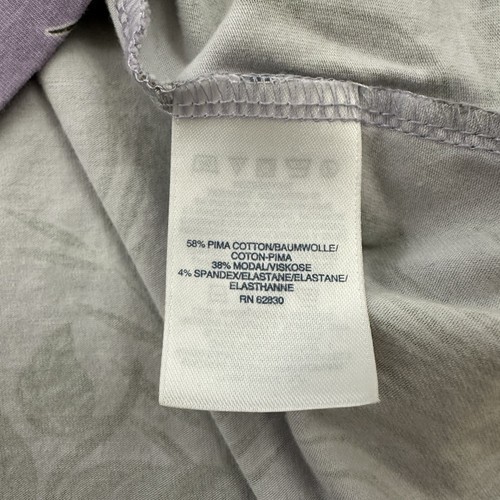 58% PIMA COTTON/BAUMWOLLE/
COTON-PIMA
38% MODAL/VISKOSE
4% SPANDEX/ELASTANE/ELASTANE/
ELASTHANNE
RN 62830